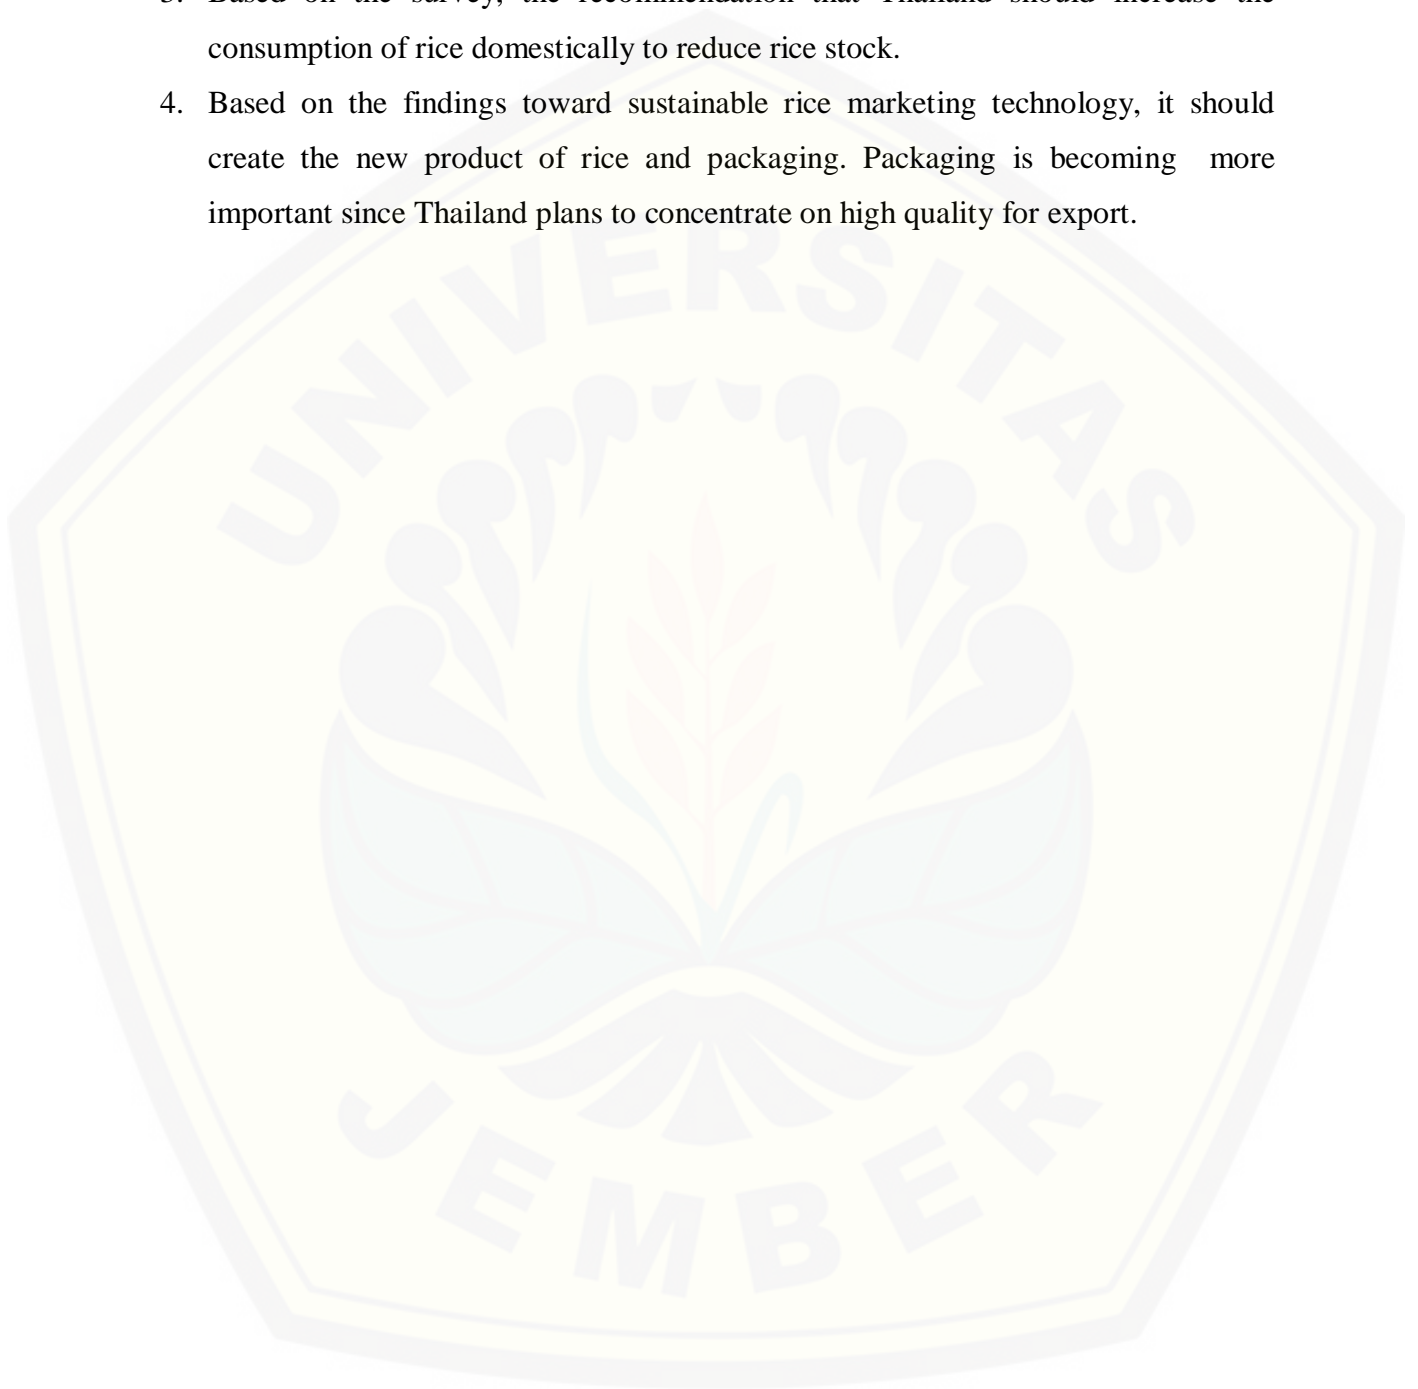 3. Based on the survey, the recommendation that Thailand should increase the
consumption of rice domestically to reduce rice stock.
4. Based on the findings toward sustainable rice marketing technology, it should
create the new product of rice and packaging. Packaging is becoming more
important since Thailand plans to concentrate on high quality for export.
UNIVERSITAS
JEMBER